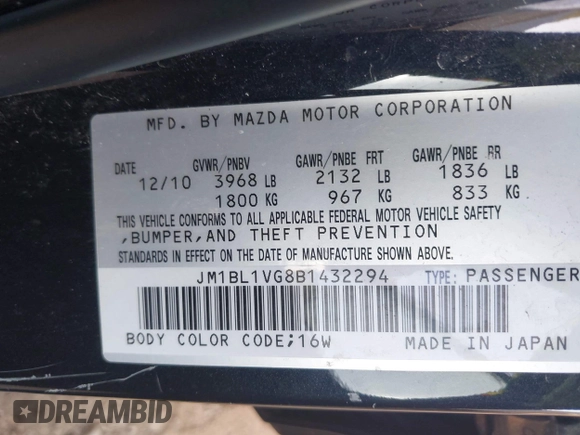 MFD. BY MAZDA MOTOR CORPORATION
DATE GVWR/PNBV GAWR/PNBE FRT GAWR/PNBE RR
12/10 3968 LB 2132 LB 1836 LB
1800 KG 967 KG 833 KG
THIS VEHICLE CONFORMS TO ALL APPLICABLE FEDERAL MOTOR VEHICLE SAFETY
,BUMPER,AND THEFT PREVENTION
STANDARDS IN EFFECT ON THE DATE OF MANUFACTURE SHOWN ABOVE.
JM1BL1VG8B1432294 TYPE: PASSENGER
BODY COLOR CODE;16W MADE IN JAPAN
DREAMBID